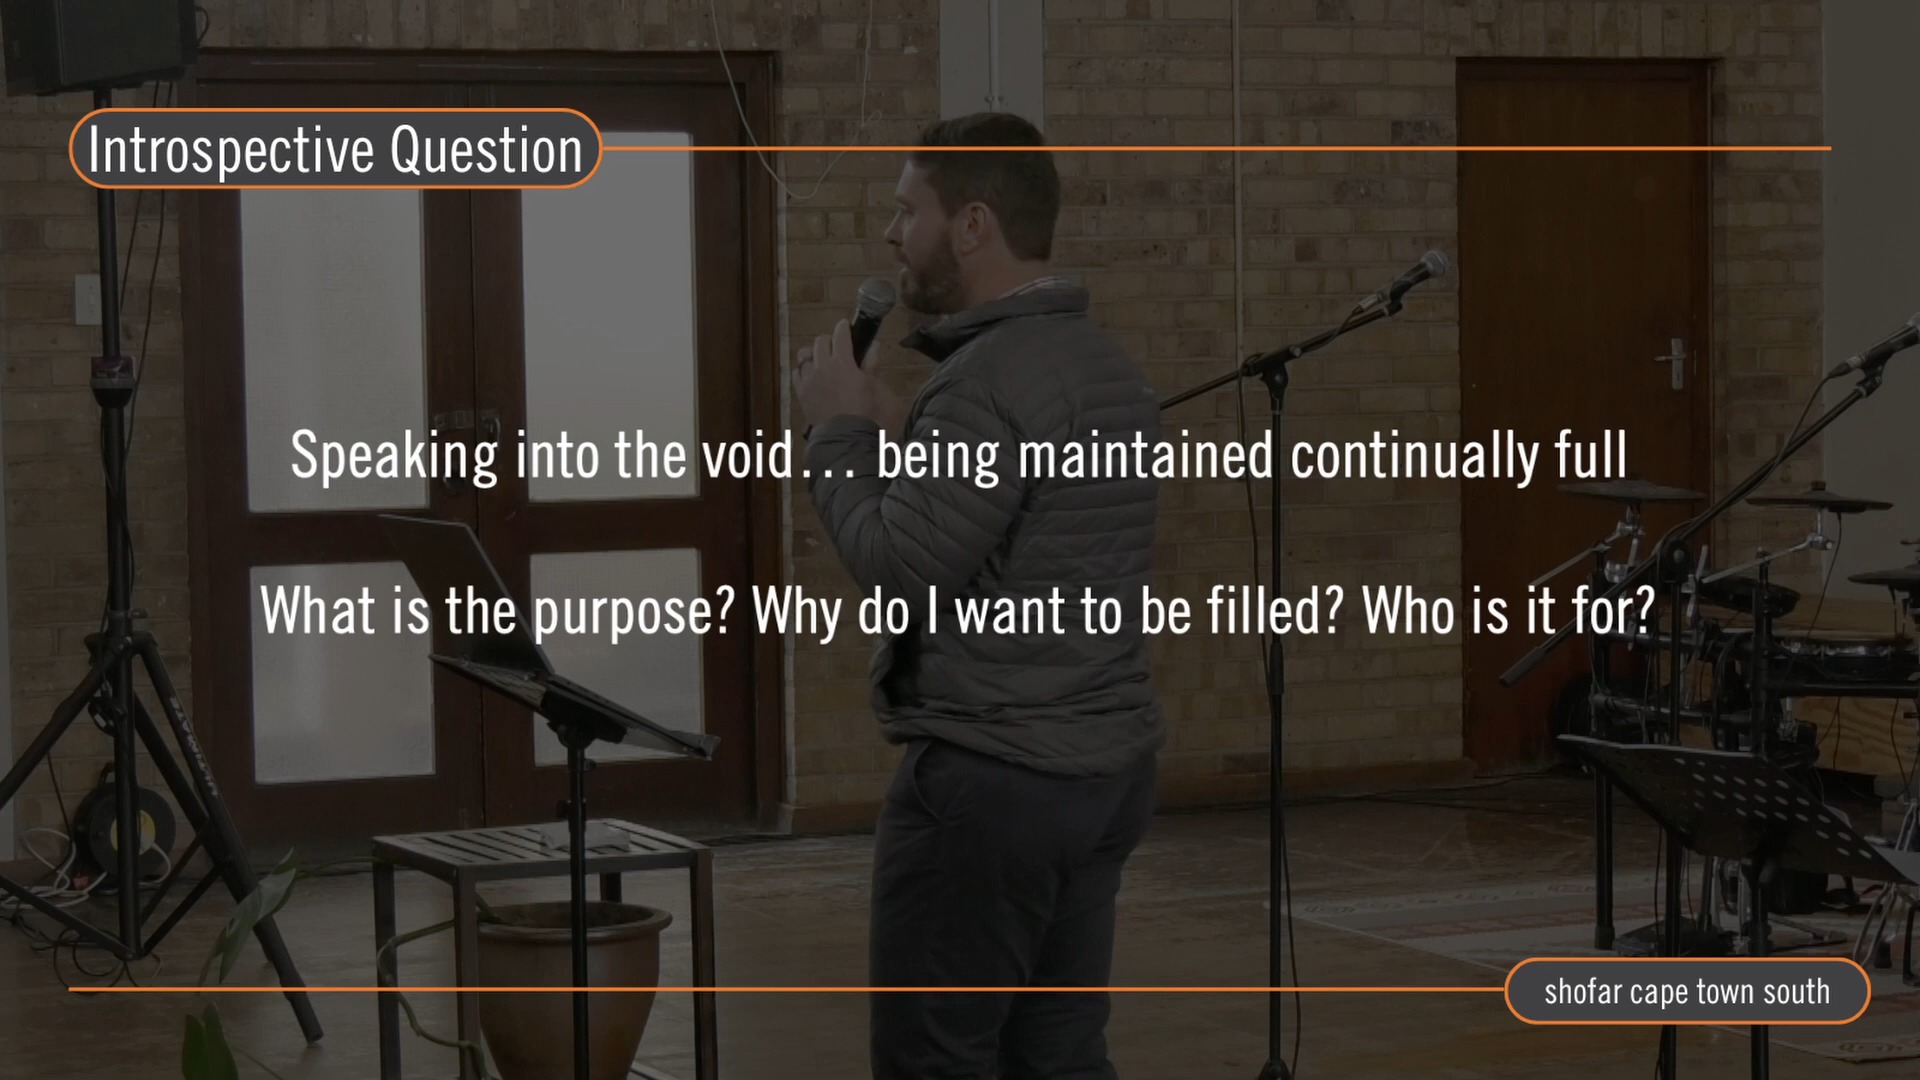 Introspective Question
Speaking into the void... being maintained continually full
What is the purpose? Why do I want to be filled? Who is it for?
shofar cape town south